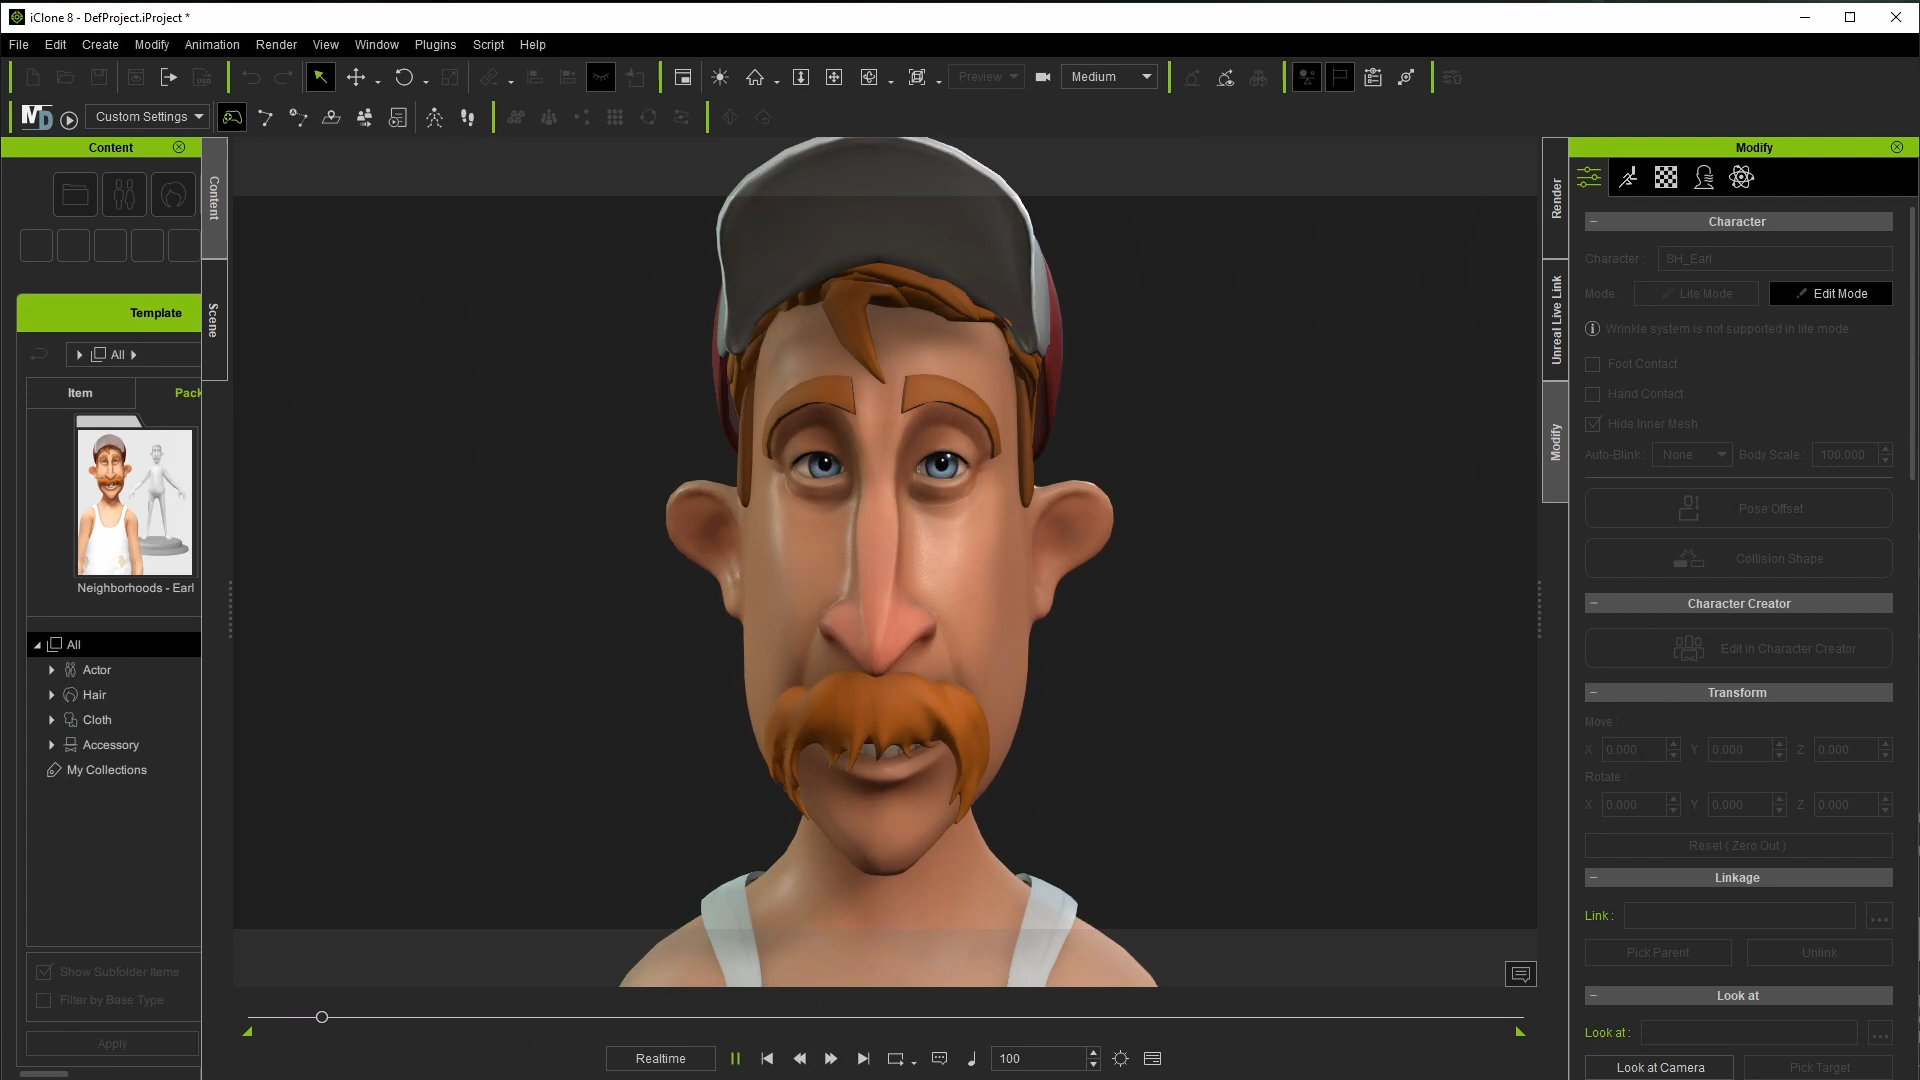 iClone 8 - DefProject.iProject *
File Edit Create Modify Animation Render View Window Plugins Script Help
Preview Medium
MD Custom Settings
Content
Content
Scene
Template
All
Item Pack
Neighborhoods - Earl
All
Actor
Hair
Cloth
Accessory
My Collections
Show Subfolder Items
Filter by Base Type
Apply
Realtime 100
Render
Unreal Live Link
Modify
Modify
Character
Character : SH_Earl
Mode : Lite Mode Edit Mode
Wrinkle system is not supported in lite mode.
Foot Contact
Hand Contact
Hide Inner Mesh
Auto-Blink : None Body Scale : 100.000
Pose Offset
Collision Shape
Character Creator
Edit in Character Creator
Transform
Move :
X 0.000 Y 0.000 Z 0.000
Rotate :
X 0.000 Y 0.000 Z 0.000
Reset ( Zero Out )
Linkage
Link : ...
Pick Parent Unlink
Look at
Look at : ...
Look at Camera Pick Target